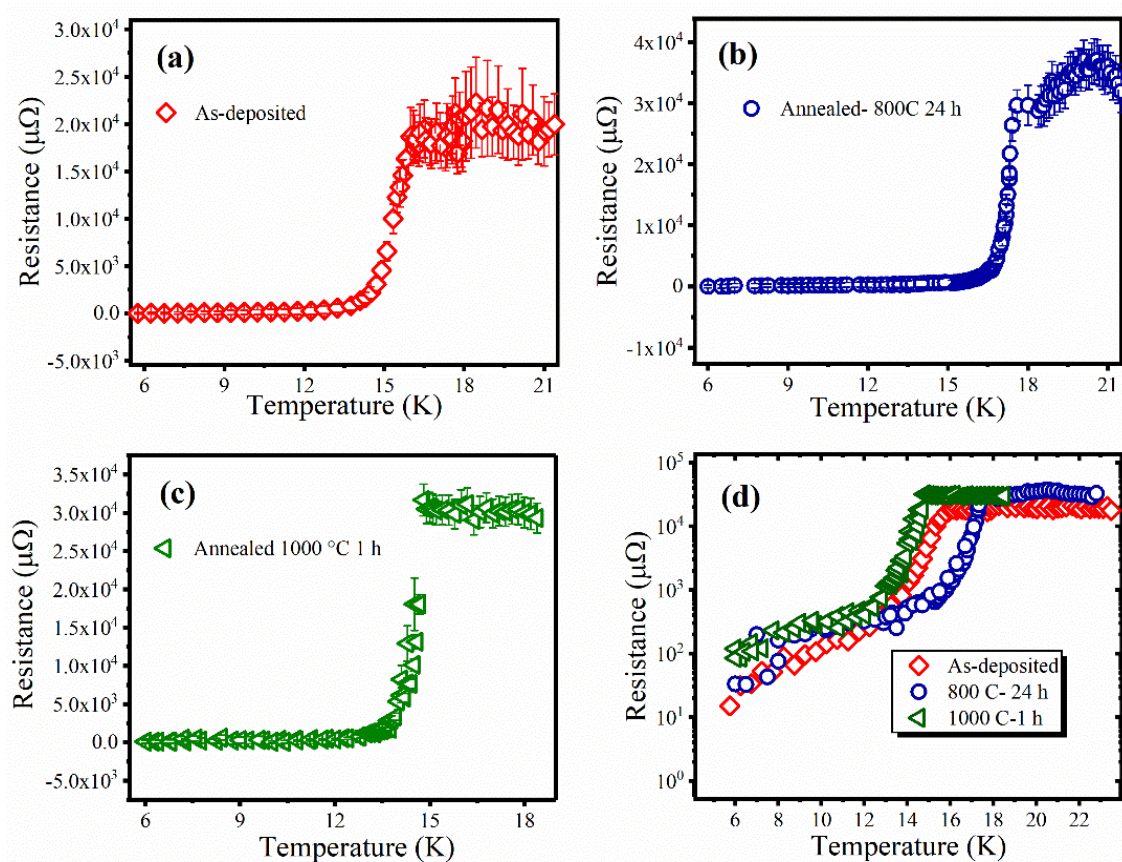 (a)
As-deposited
Resistance (μΩ)
3.0x10⁴
2.5x10⁴
2.0x10⁴
1.5x10⁴
1.0x10⁴
5.0x10³
0.0
-5.0x10³
6 9 12 15 18 21
Temperature (K)
(b)
Annealed- 800C 24 h
Resistance (μΩ)
4x10⁴
3x10⁴
2x10⁴
1x10⁴
0
-1x10⁴
6 9 12 15 18 21
Temperature (K)
(c)
Annealed 1000 °C 1 h
Resistance (μΩ)
3.5x10⁴
3.0x10⁴
2.5x10⁴
2.0x10⁴
1.5x10⁴
1.0x10⁴
5.0x10³
0.0
-5.0x10³
6 9 12 15 18
Temperature (K)
(d)
Resistance (μΩ)
10⁵
10⁴
10³
10²
10¹
10⁰
As-deposited
800 C- 24 h
1000 C-1 h
6 8 10 12 14 16 18 20 22
Temperature (K)